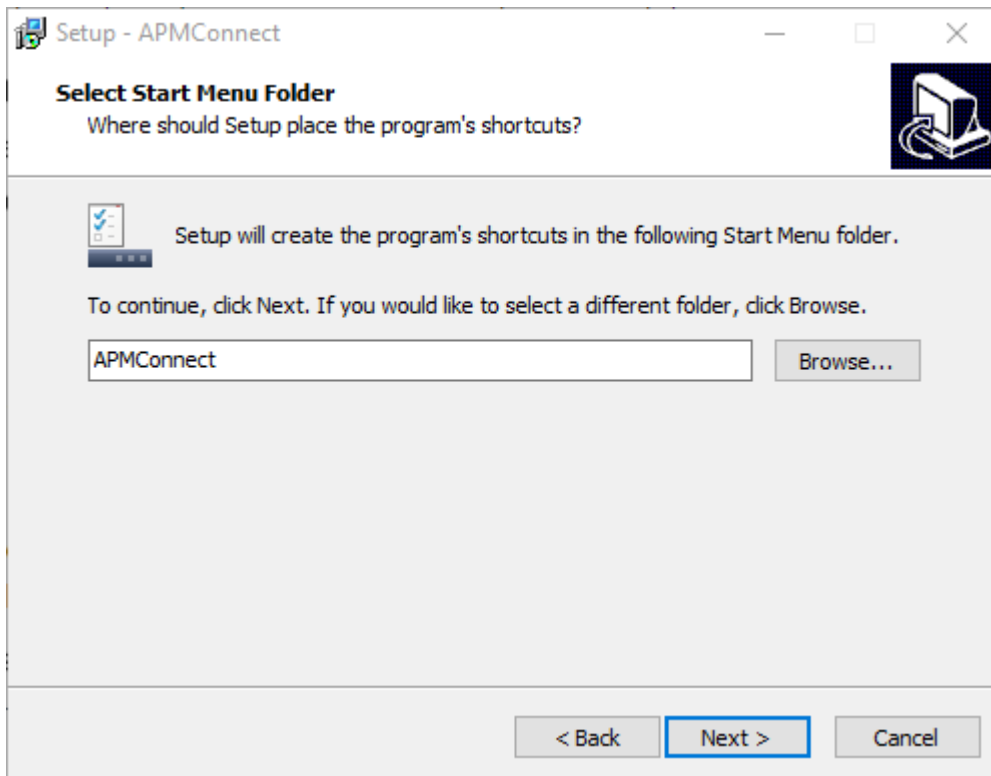 Setup - APMConnect
Select Start Menu Folder
Where should Setup place the program's shortcuts?
Setup will create the program's shortcuts in the following Start Menu folder.
To continue, click Next. If you would like to select a different folder, click Browse.
APMConnect
Browse...
< Back
Next >
Cancel